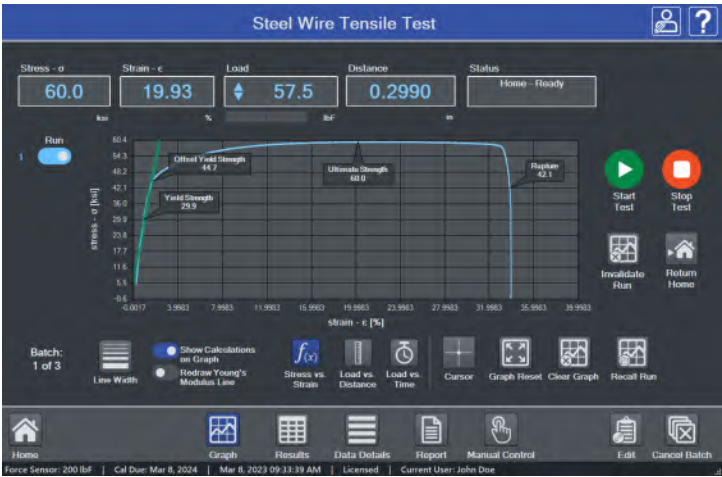 Steel Wire Tensile Test
?
Stress - σ
Strain - ϵ
Load
Distance
Status
60.0
19.93
57.5
0.2990
Home - Ready
ksi
%
lbF
in
Run
1
stress - σ [ksi]
60.4
54.3
48.2
42.1
36.0
29.9
23.8
17.7
11.6
5.5
-0.6
Offset Yield Strength
44.7
Yield Strength
29.9
Ultimate Strength
60.0
Rupture
42.1
-0.0017
3.9983
7.9983
11.9983
15.9983
19.9983
23.9983
27.9983
31.9983
35.9983
39.9983
strain - ϵ [%]
Start
Test
Stop
Test
Invalidate
Run
Return
Home
Batch:
1 of 3
Line Width
Show Calculations
on Graph
Redraw Young's
Modulus Line
f(x)
Stress vs.
Strain
Load vs.
Distance
Load vs.
Time
Cursor
Graph Reset
Clear Graph
Recall Run
Home
Graph
Results
Data Details
Report
Manual Control
Edit
Cancel Batch
Force Sensor: 200 lbF | Cal Due: Mar 8, 2024 | Mar 8, 2023 09:33:39 AM | Licensed | Current User: John Doe